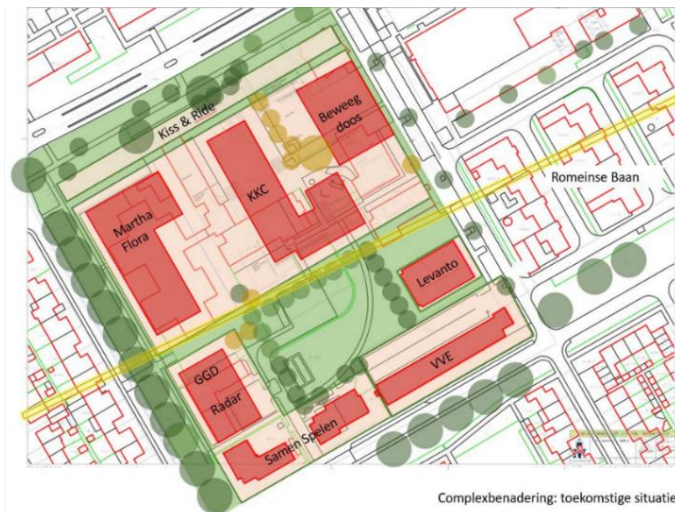 Kiss & Ride
Beweeg
doos
KKC
Martha
Flora
Romeinse Baan
Levanto
GGD
Radar
VVE
Samen Spelen
Complexbenadering: toekomstige situatie